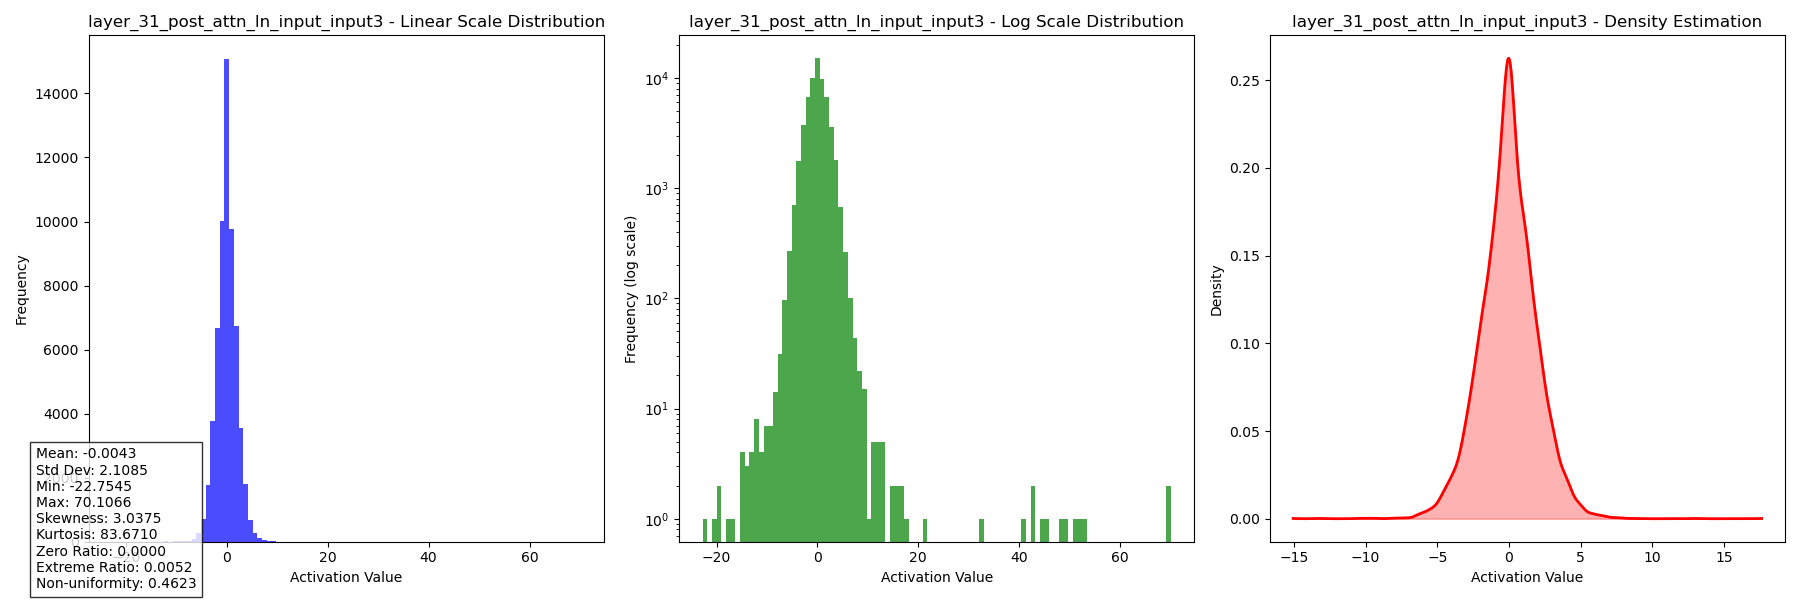 layer_31_post_attn_ln_input_input3 - Linear Scale Distribution
14000
12000
10000
8000
6000
4000
Frequency
Mean: -0.0043
Std Dev: 2.1085
Min: -22.7545
Max: 70.1066
Skewness: 3.0375
Kurtosis: 83.6710
Zero Ratio: 0.0000
Extreme Ratio: 0.0052
Non-uniformity: 0.4623
0 20 40 60
Activation Value
layer_31_post_attn_ln_input_input3 - Log Scale Distribution
10⁴
10³
10²
10¹
10⁰
Frequency (log scale)
−20 0 20 40 60
Activation Value
layer_31_post_attn_ln_input_input3 - Density Estimation
0.25
0.20
0.15
0.10
0.05
0.00
Density
−15 −10 −5 0 5 10 15
Activation Value